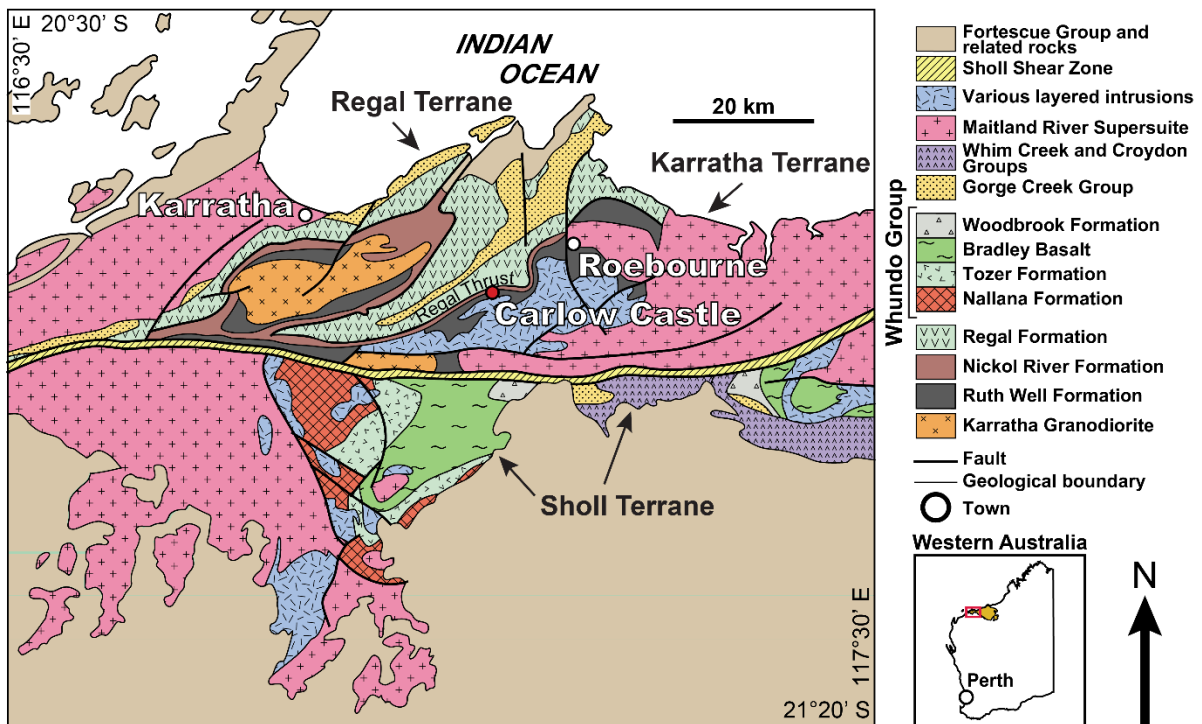 20°30’ S
116°30’ E
INDIAN
OCEAN
Regal Terrane
20 km
Karratha Terrane
Karratha
Roebourne
Regal Thrust
Carlow Castle
Sholl Terrane
117°30’ E
21°20’ S
Fortescue Group and
related rocks
Sholl Shear Zone
Various layered intrusions
Maitland River Supersuite
Whim Creek and Croydon
Groups
Gorge Creek Group
Whundo Group
Woodbrook Formation
Bradley Basalt
Tozer Formation
Nallana Formation
Regal Formation
Nickol River Formation
Ruth Well Formation
Karratha Granodiorite
Fault
Geological boundary
Town
Western Australia
Perth
N